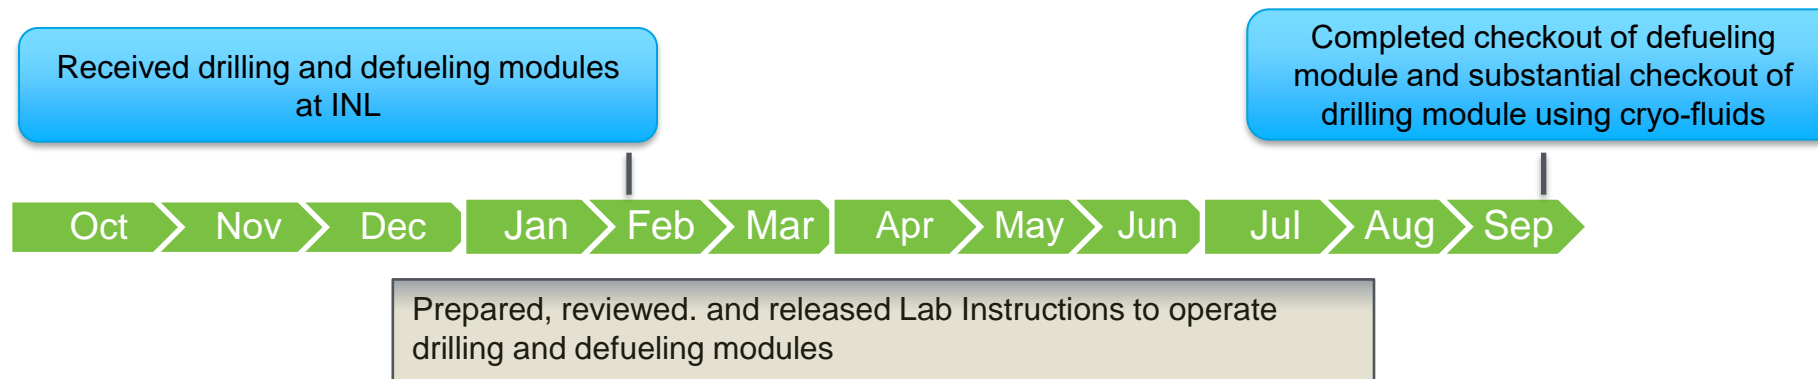 Received drilling and defueling modules
at INL
Completed checkout of defueling
module and substantial checkout of
drilling module using cryo-fluids
Oct Nov Dec Jan Feb Mar Apr May Jun Jul Aug Sep
Prepared, reviewed. and released Lab Instructions to operate
drilling and defueling modules